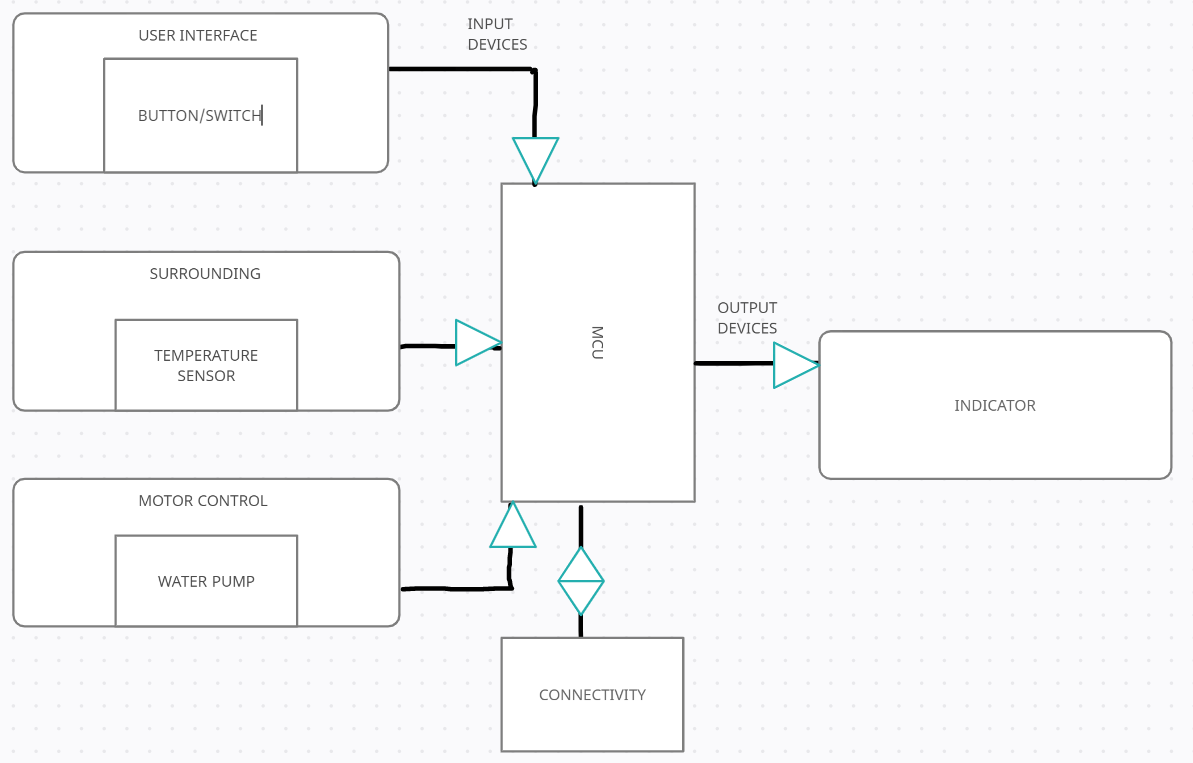 USER INTERFACE
BUTTON/SWITCH
INPUT
DEVICES
SURROUNDING
TEMPERATURE
SENSOR
MCU
OUTPUT
DEVICES
INDICATOR
MOTOR CONTROL
WATER PUMP
CONNECTIVITY